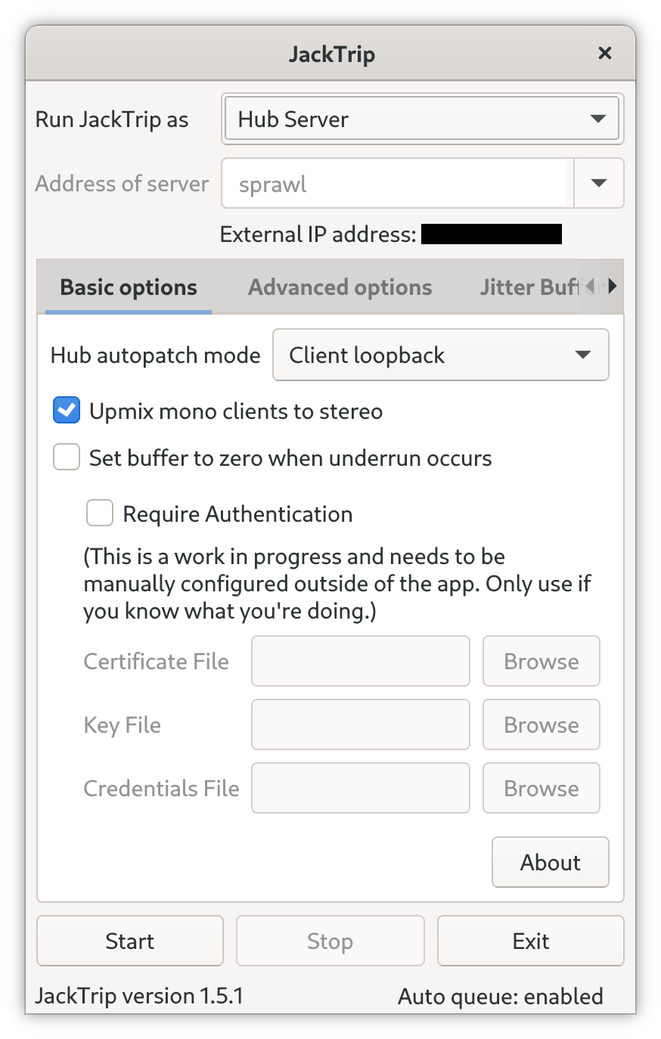 JackTrip
Run JackTrip as Hub Server
Address of server sprawl
External IP address:
Basic options Advanced options Jitter
Hub autopatch mode Client loopback
Upmix mono clients to stereo
Set buffer to zero when underrun occurs
Require Authentication
(This is a work in progress and needs to be
manually configured outside of the app. Only use if
you know what you're doing.)
Certificate File Browse
Key File Browse
Credentials File Browse
About
Start Stop Exit
JackTrip version 1.5.1 Auto queue: enabled